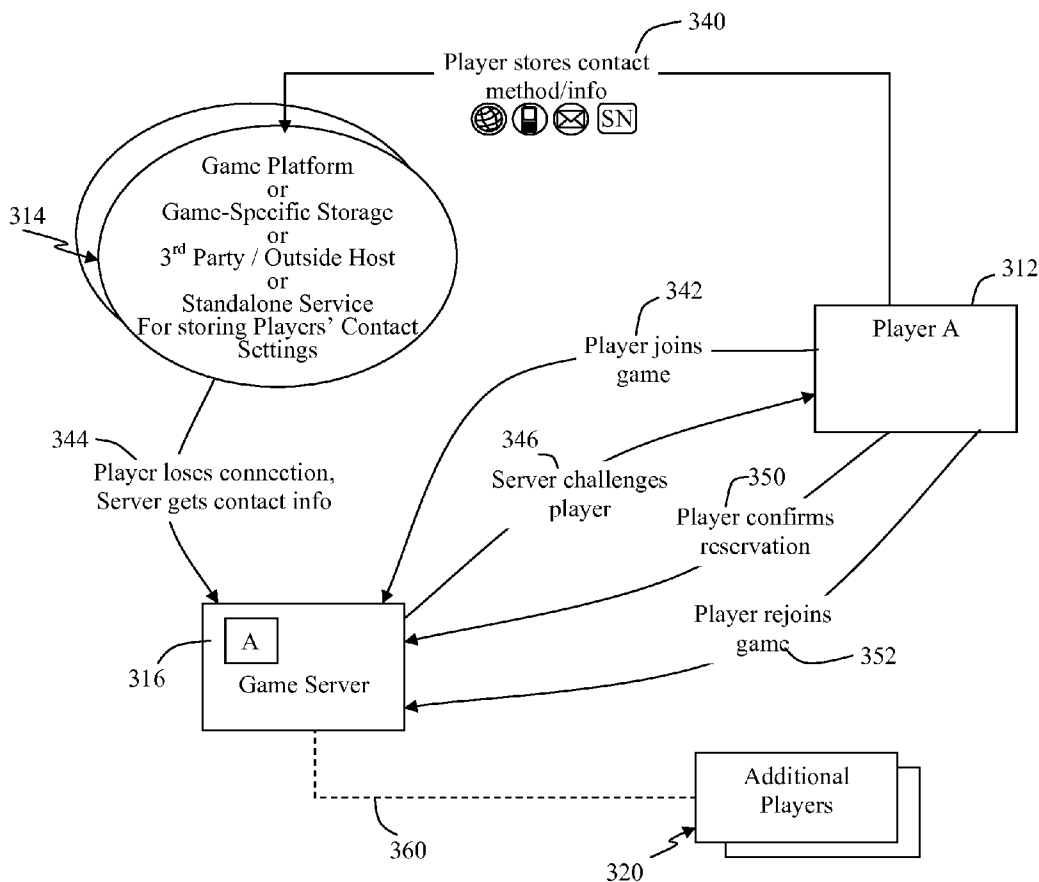 340
Player stores contact
method/info
SN
Game Platform
or
Game-Specific Storage
or
3rd Party / Outside Host
or
Standalone Service
For storing Players' Contact
Settings
314
342
312
Player A
Player joins
game
344
Player loses connection,
Server gets contact info
346
Server challenges
player
350
Player confirms
reservation
Player rejoins
game
352
A
316
Game Server
Additional
Players
360
320